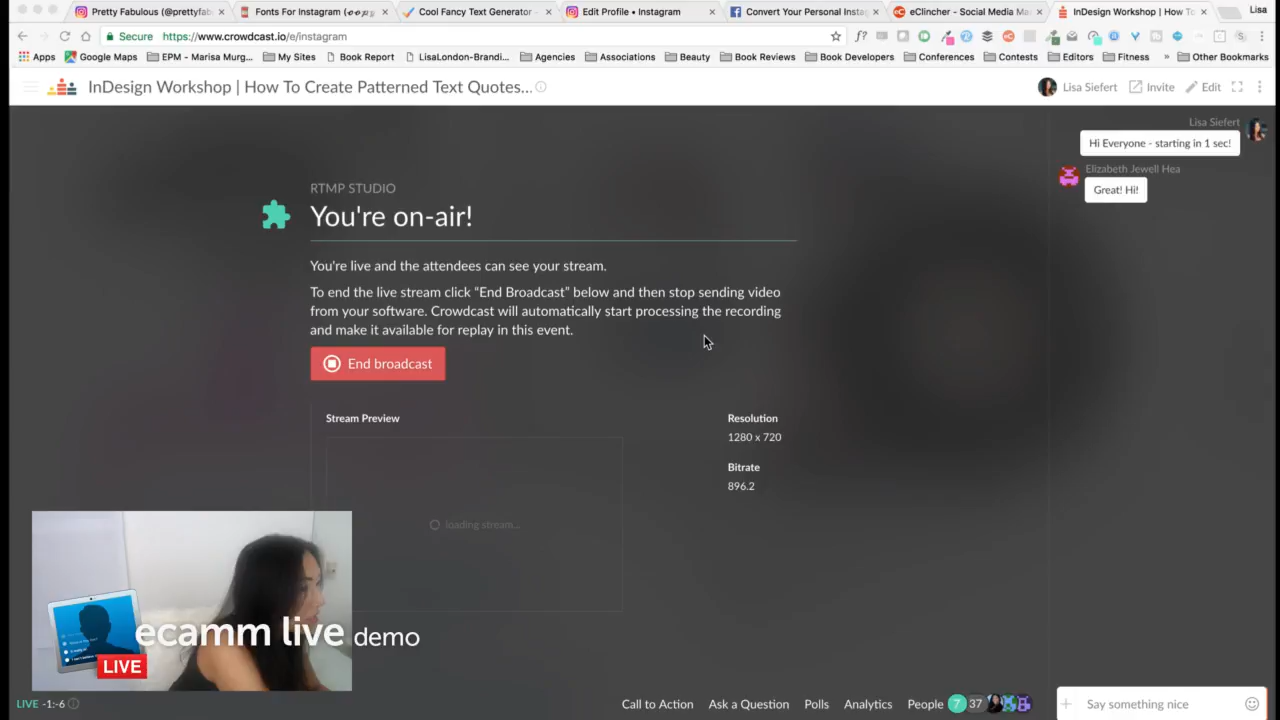 Pretty Fabulous (@prettyfab
Fonts For Instagram
Cool Fancy Text Generator -
Edit Profile • Instagram
Convert Your Personal Insta
eClincher - Social Media Ma
InDesign Workshop | How To
Lisa
Secure
https://www.crowdcast.io/e/instagram
f?
Apps
Google Maps
EPM - Marisa Murg...
My Sites
Book Report
LisaLondon-Brandi...
Agencies
Associations
Beauty
Book Reviews
Book Developers
Conferences
Contests
Editors
Fitness
»
Other Bookmarks
InDesign Workshop | How To Create Patterned Text Quotes...
Lisa Siefert
Invite
Edit
Lisa Siefert
Hi Everyone - starting in 1 sec!
Elizabeth Jewell Hea
Great! Hi!
RTMP STUDIO
You're on-air!
You're live and the attendees can see your stream.
To end the live stream click “End Broadcast” below and then stop sending video
from your software. Crowdcast will automatically start processing the recording
and make it available for replay in this event.
End broadcast
Stream Preview
Resolution
1280 x 720
Bitrate
896.2
loading stream...
ecamm live demo
LIVE
LIVE -1:-6
Call to Action
Ask a Question
Polls
Analytics
People
7
37
Say something nice